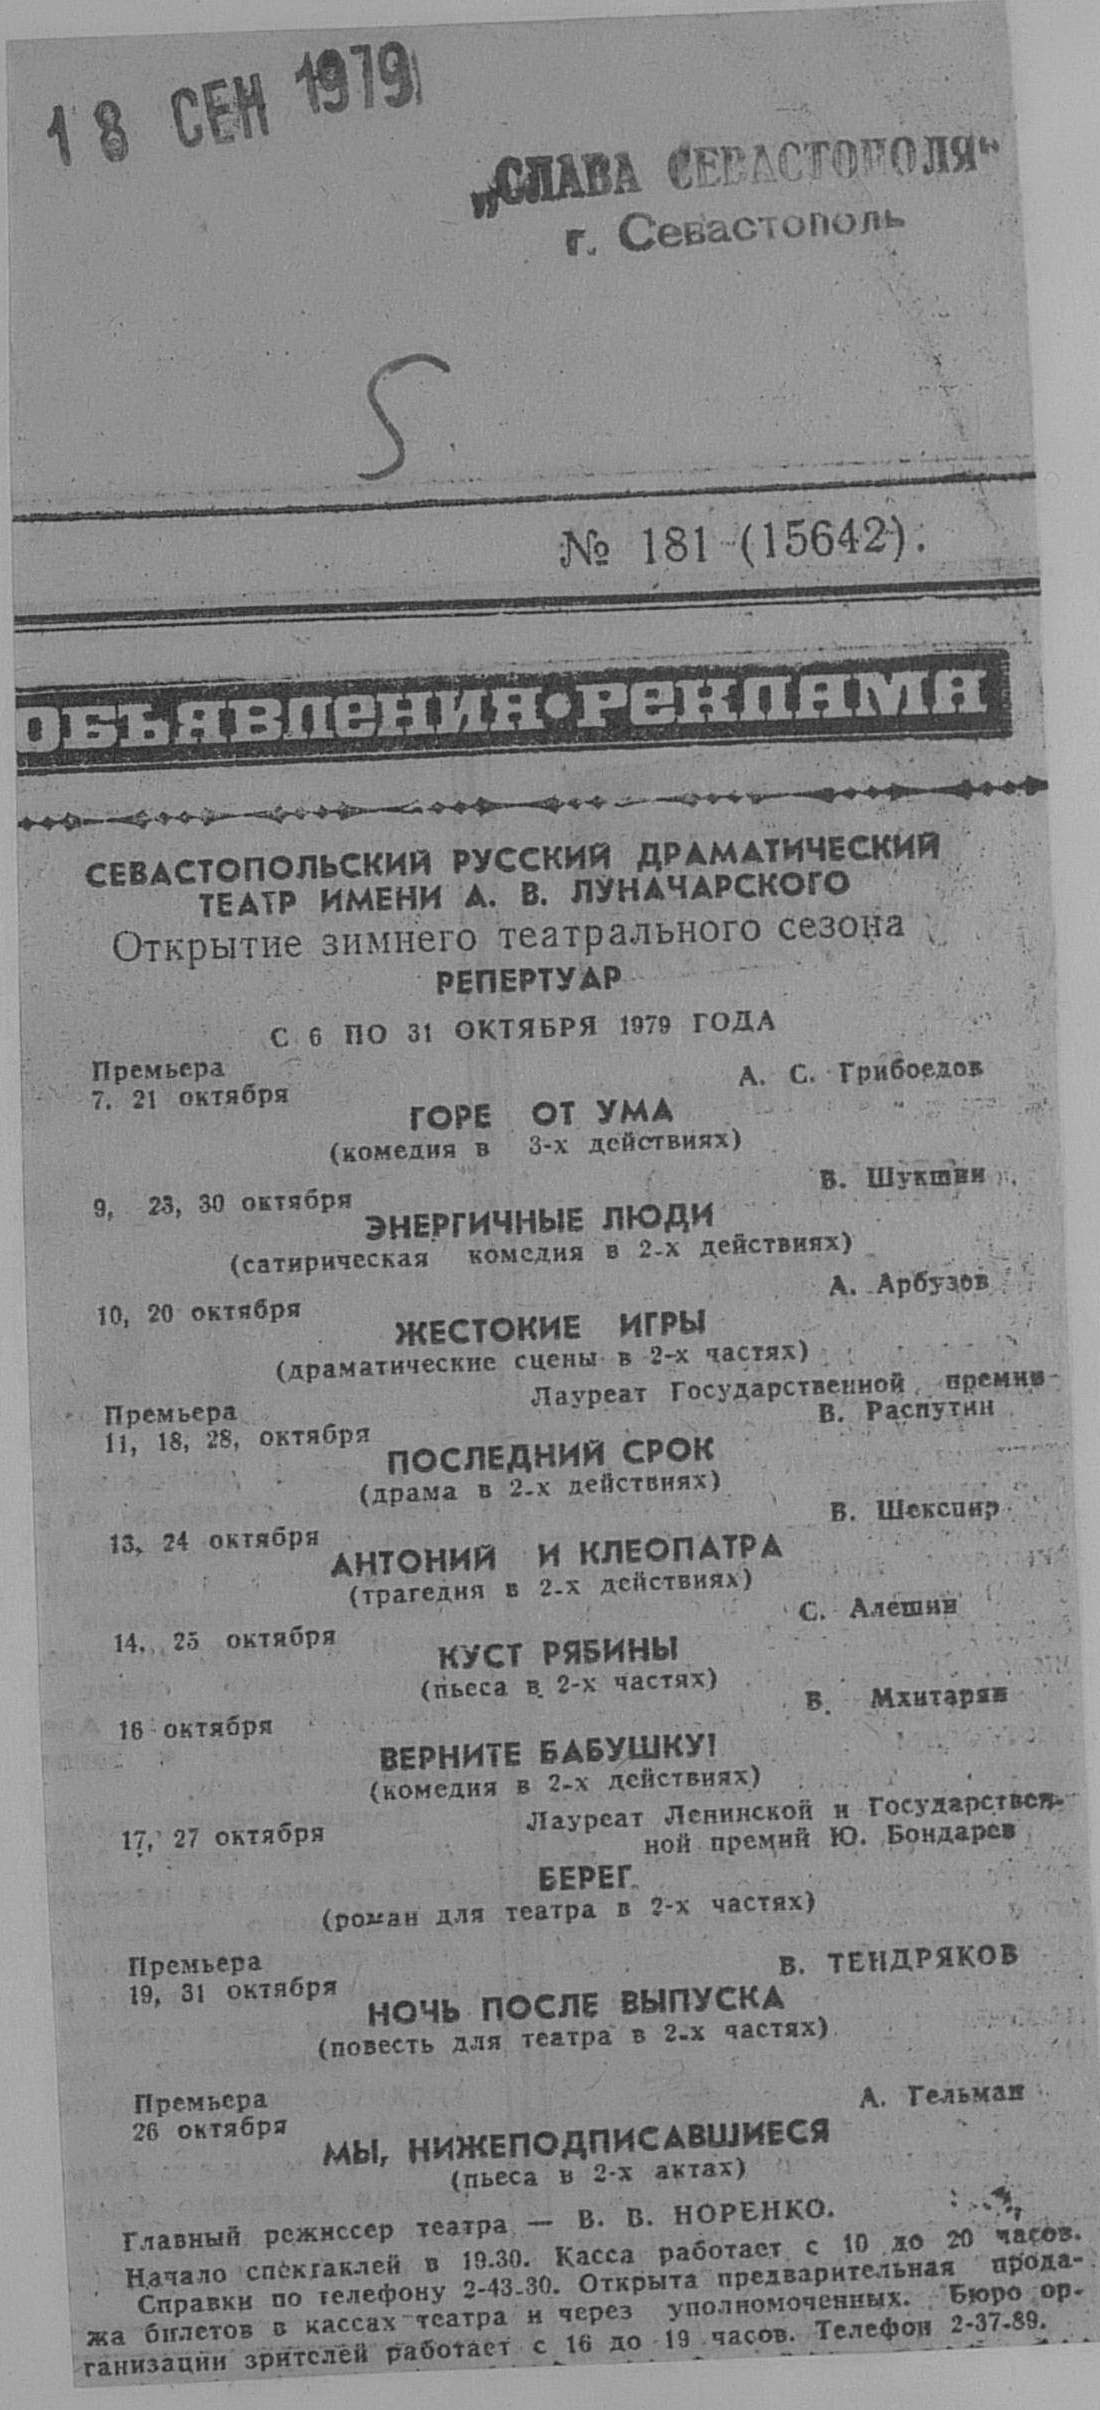 18 СЕН 1979
„СЛАВА СЕВАСТОПОЛЯ“
г. Севастополь
5.
№ 181 (15642).
ОБЪЯВЛЕНИЯ • РЕКЛАМА
СЕВАСТОПОЛЬСКИЙ РУССКИЙ ДРАМАТИЧЕСКИЙ
ТЕАТР ИМЕНИ А. В. ЛУНАЧАРСКОГО
Открытие зимнего театрального сезона
РЕПЕРТУАР
С 6 ПО 31 ОКТЯБРЯ 1979 ГОДА
Премьера
А. С. Грибоедов
7. 21 октября
ГОРЕ ОТ УМА
(комедия в 3-х действиях)
В. Шукшин
9, 23, 30 октября
ЭНЕРГИЧНЫЕ ЛЮДИ
(сатирическая комедия в 2-х действиях)
А. Арбузов
10, 20 октября
ЖЕСТОКИЕ ИГРЫ
(драматические сцены в 2-х частях)
Лауреат Государственной премии
Премьера
В. Распутин
11, 18, 28, октября
ПОСЛЕДНИЙ СРОК
(драма в 2-х действиях)
В. Шекспир
13, 24 октября
АНТОНИЙ И КЛЕОПАТРА
(трагедия в 2-х действиях)
С. Алешин
14, 25 октября
КУСТ РЯБИНЫ
(пьеса в 2-х частях)
В. Мхитарян
16 октября
ВЕРНИТЕ БАБУШКУ!
(комедия в 2-х действиях)
Лауреат Ленинской и Государствен-
17, 27 октября
ной премий Ю. Бондарев
БЕРЕГ
(роман для театра в 2-х частях)
Премьера
В. ТЕНДРЯКОВ
19, 31 октября
НОЧЬ ПОСЛЕ ВЫПУСКА
(повесть для театра в 2-х частях)
Премьера
А. Гельман
26 октября
МЫ, НИЖЕПОДПИСАВШИЕСЯ
(пьеса в 2-х актах)
Главный режиссер театра — В. В. НОРЕНКО.
Начало спектаклей в 19.30. Касса работает с 10 до 20 часов.
Справки по телефону 2-43-30. Открыта предварительная прода-
жа билетов в кассах театра и через уполномоченных. Бюро ор-
ганизации зрителей работает с 16 до 19 часов. Телефон 2-37-89.